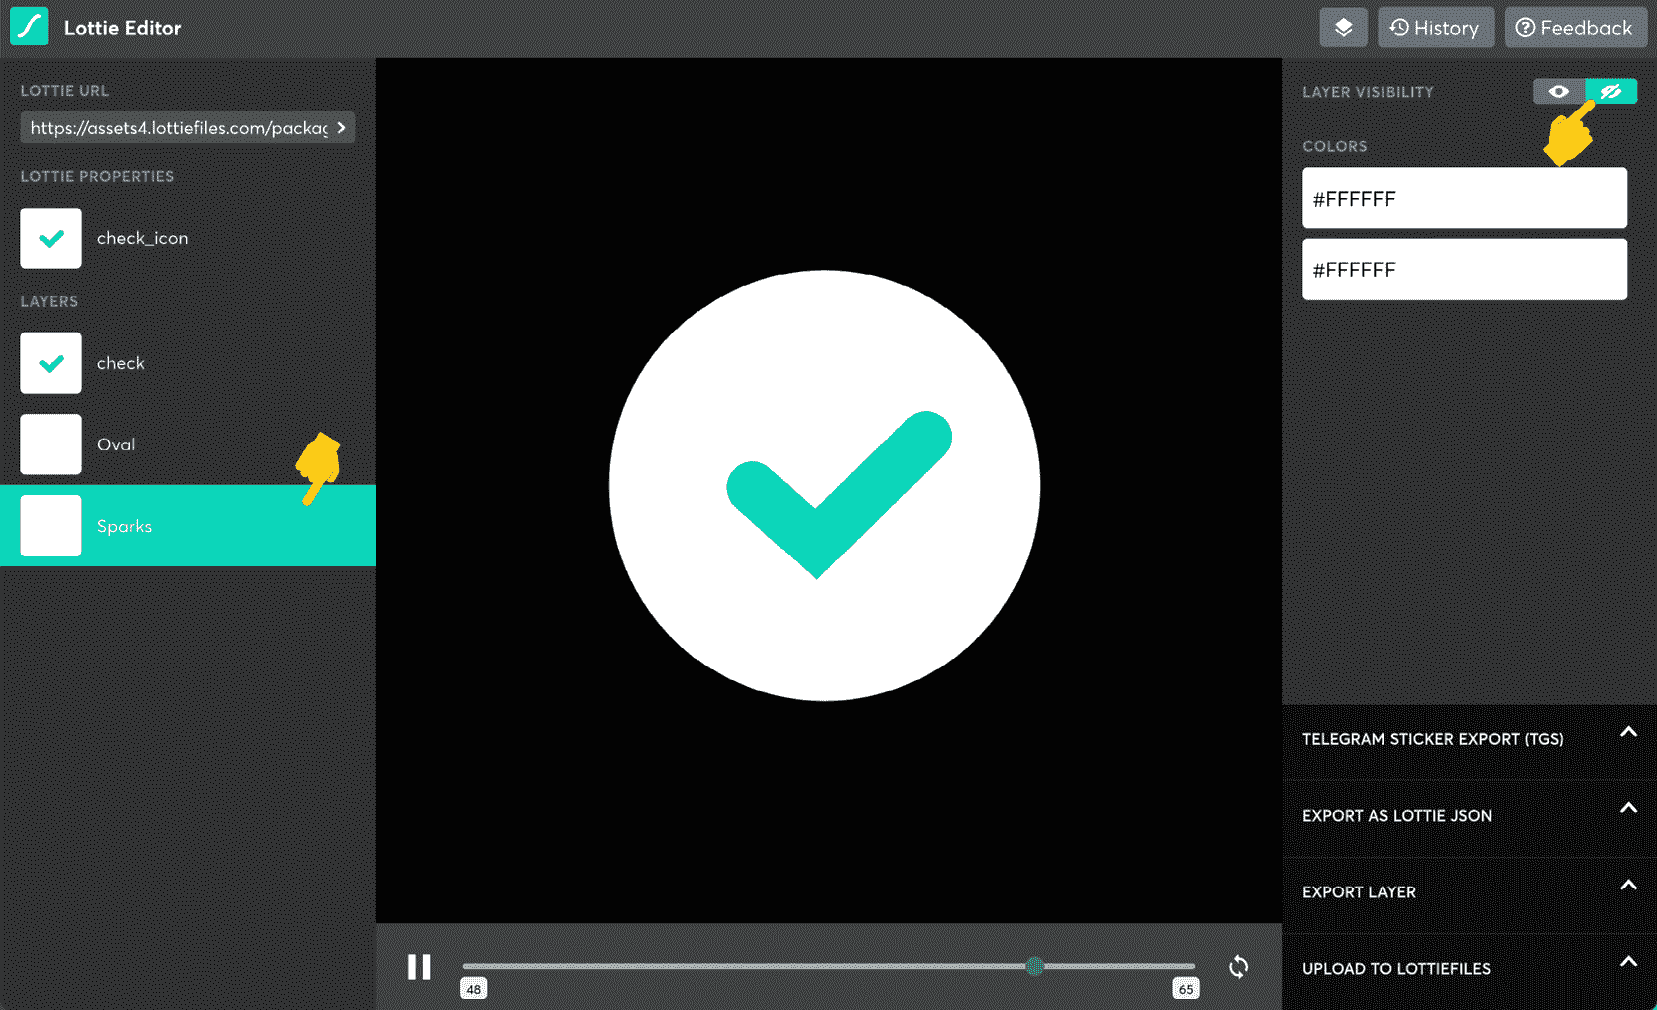 Lottie Editor
History
Feedback
LOTTIE URL
https://assets4.lottiefiles.com/packag
LOTTIE PROPERTIES
check_icon
LAYERS
check
Oval
Sparks
48
65
LAYER VISIBILITY
COLORS
#FFFFFF
#FFFFFF
TELEGRAM STICKER EXPORT (TGS)
EXPORT AS LOTTIE JSON
EXPORT LAYER
UPLOAD TO LOTTIEFILES